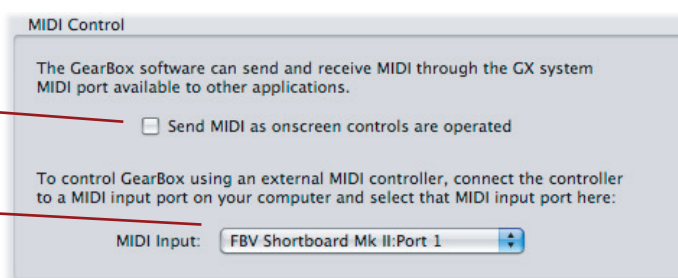 MIDI Control
The GearBox software can send and receive MIDI through the GX system
MIDI port available to other applications.
Send MIDI as onscreen controls are operated
To control GearBox using an external MIDI controller, connect the controller
to a MIDI input port on your computer and select that MIDI input port here:
MIDI Input: FBV Shortboard Mk II:Port 1